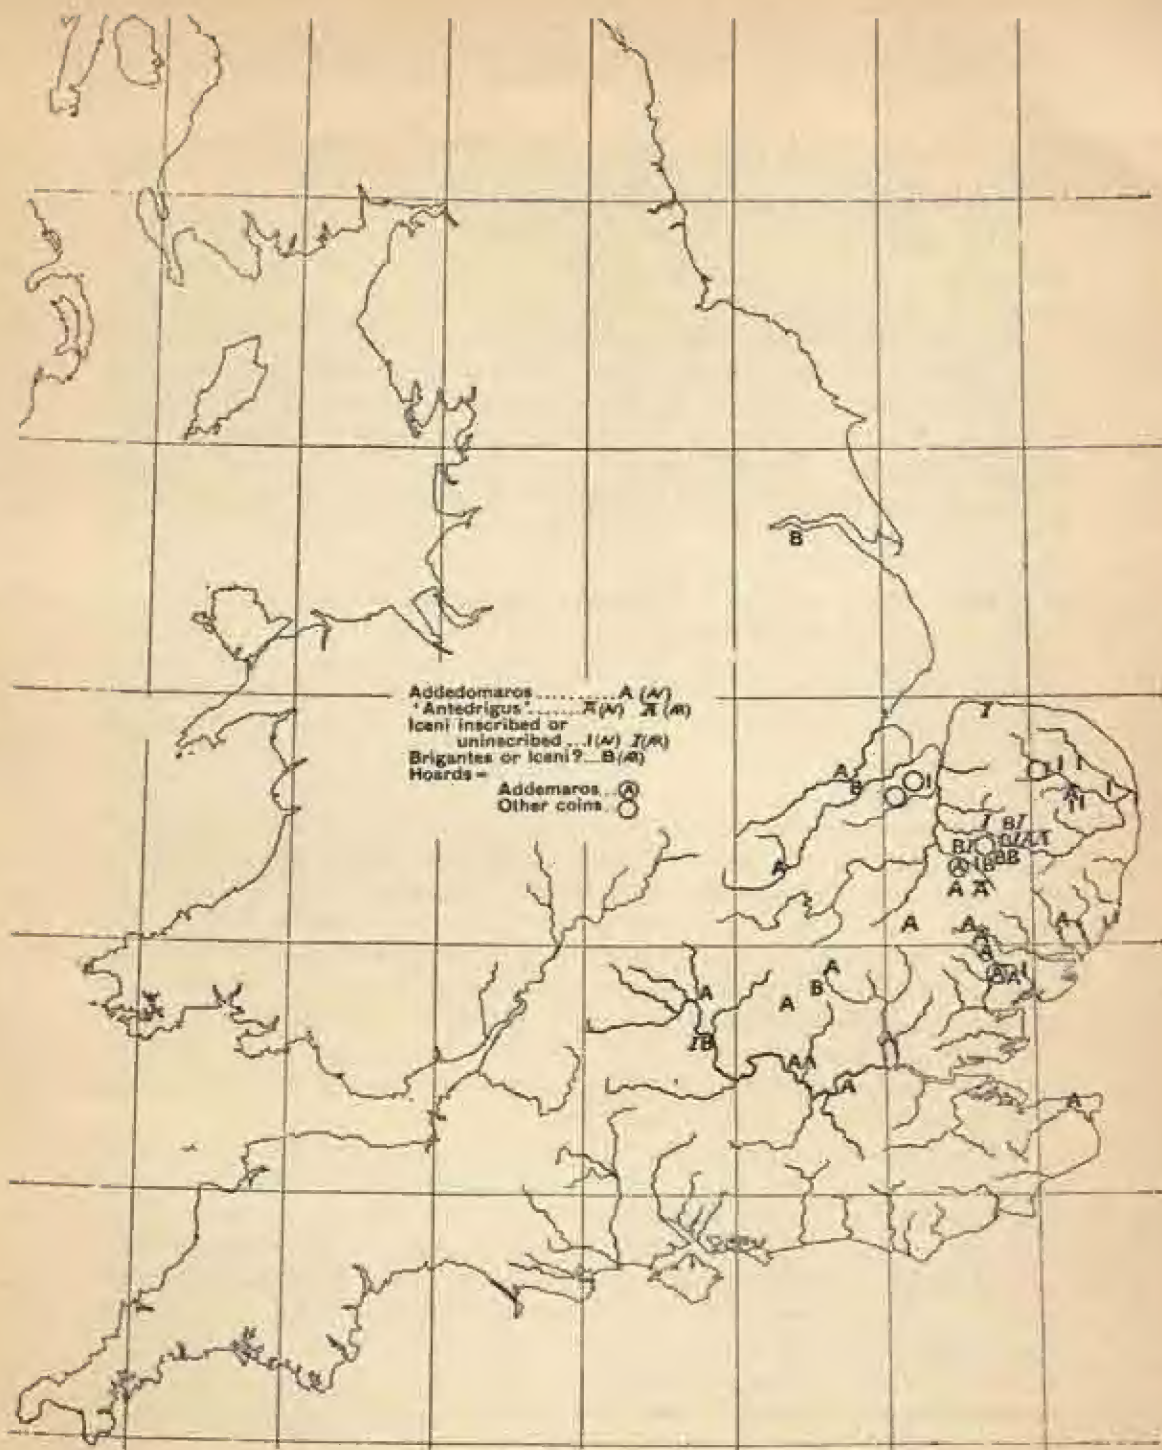 Addedomaros .......... A (AV)
'Antedrigus' ....... Ā (AV) Ā (AR)
Iceni inscribed or
uninscribed ... I (AV) I (AR)
Brigantes or Iceni? ... B (AR)
Hoards =
Addemaros ... Ⓐ
Other coins ... ◯
I
B
A
B
I
I
I
I
A
I
I
I
B I
B I
A
B
B B
A
A Ā
A
A
A
A
A
A
I
A
B
A
A
I B
A A
A
A